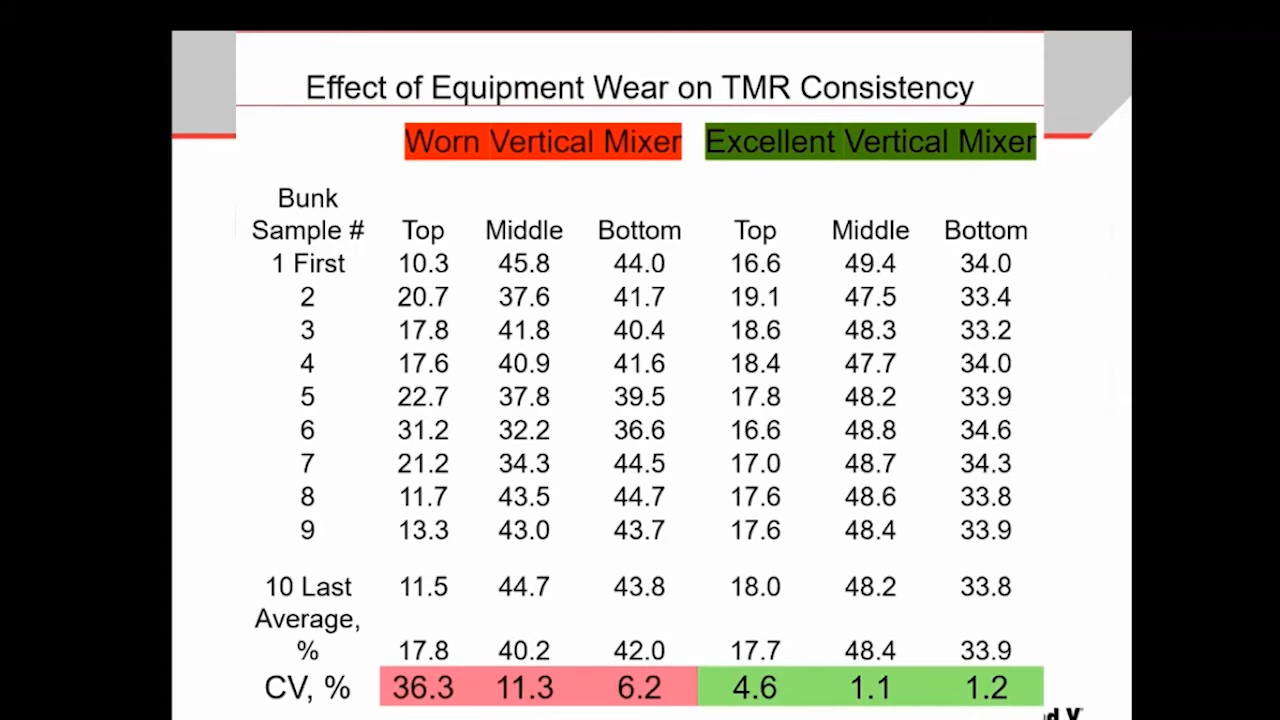 Effect of Equipment Wear on TMR Consistency
Worn Vertical Mixer Excellent Vertical Mixer
Bunk
Sample # Top Middle Bottom Top Middle Bottom
1 First 10.3 45.8 44.0 16.6 49.4 34.0
2 20.7 37.6 41.7 19.1 47.5 33.4
3 17.8 41.8 40.4 18.6 48.3 33.2
4 17.6 40.9 41.6 18.4 47.7 34.0
5 22.7 37.8 39.5 17.8 48.2 33.9
6 31.2 32.2 36.6 16.6 48.8 34.6
7 21.2 34.3 44.5 17.0 48.7 34.3
8 11.7 43.5 44.7 17.6 48.6 33.8
9 13.3 43.0 43.7 17.6 48.4 33.9
10 Last 11.5 44.7 43.8 18.0 48.2 33.8
Average,
% 17.8 40.2 42.0 17.7 48.4 33.9
CV, % 36.3 11.3 6.2 4.6 1.1 1.2